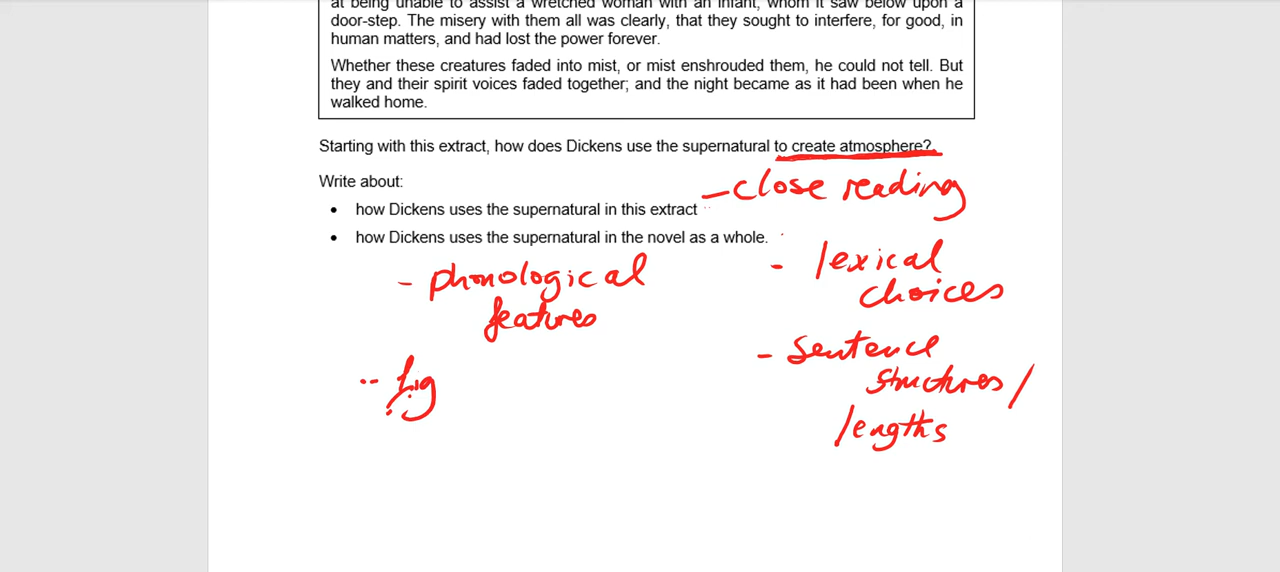 at being unable to assist a wretched woman with an infant, whom it saw below upon a
door-step. The misery with them all was clearly, that they sought to interfere, for good, in
human matters, and had lost the power forever.
Whether these creatures faded into mist, or mist enshrouded them, he could not tell. But
they and their spirit voices faded together; and the night became as it had been when he
walked home.
Starting with this extract, how does Dickens use the supernatural to create atmosphere?
Write about:
- close reading
• how Dickens uses the supernatural in this extract
• how Dickens uses the supernatural in the novel as a whole.
- phonological
features
- lexical
choices
- sentence
structures /
lengths
- fig